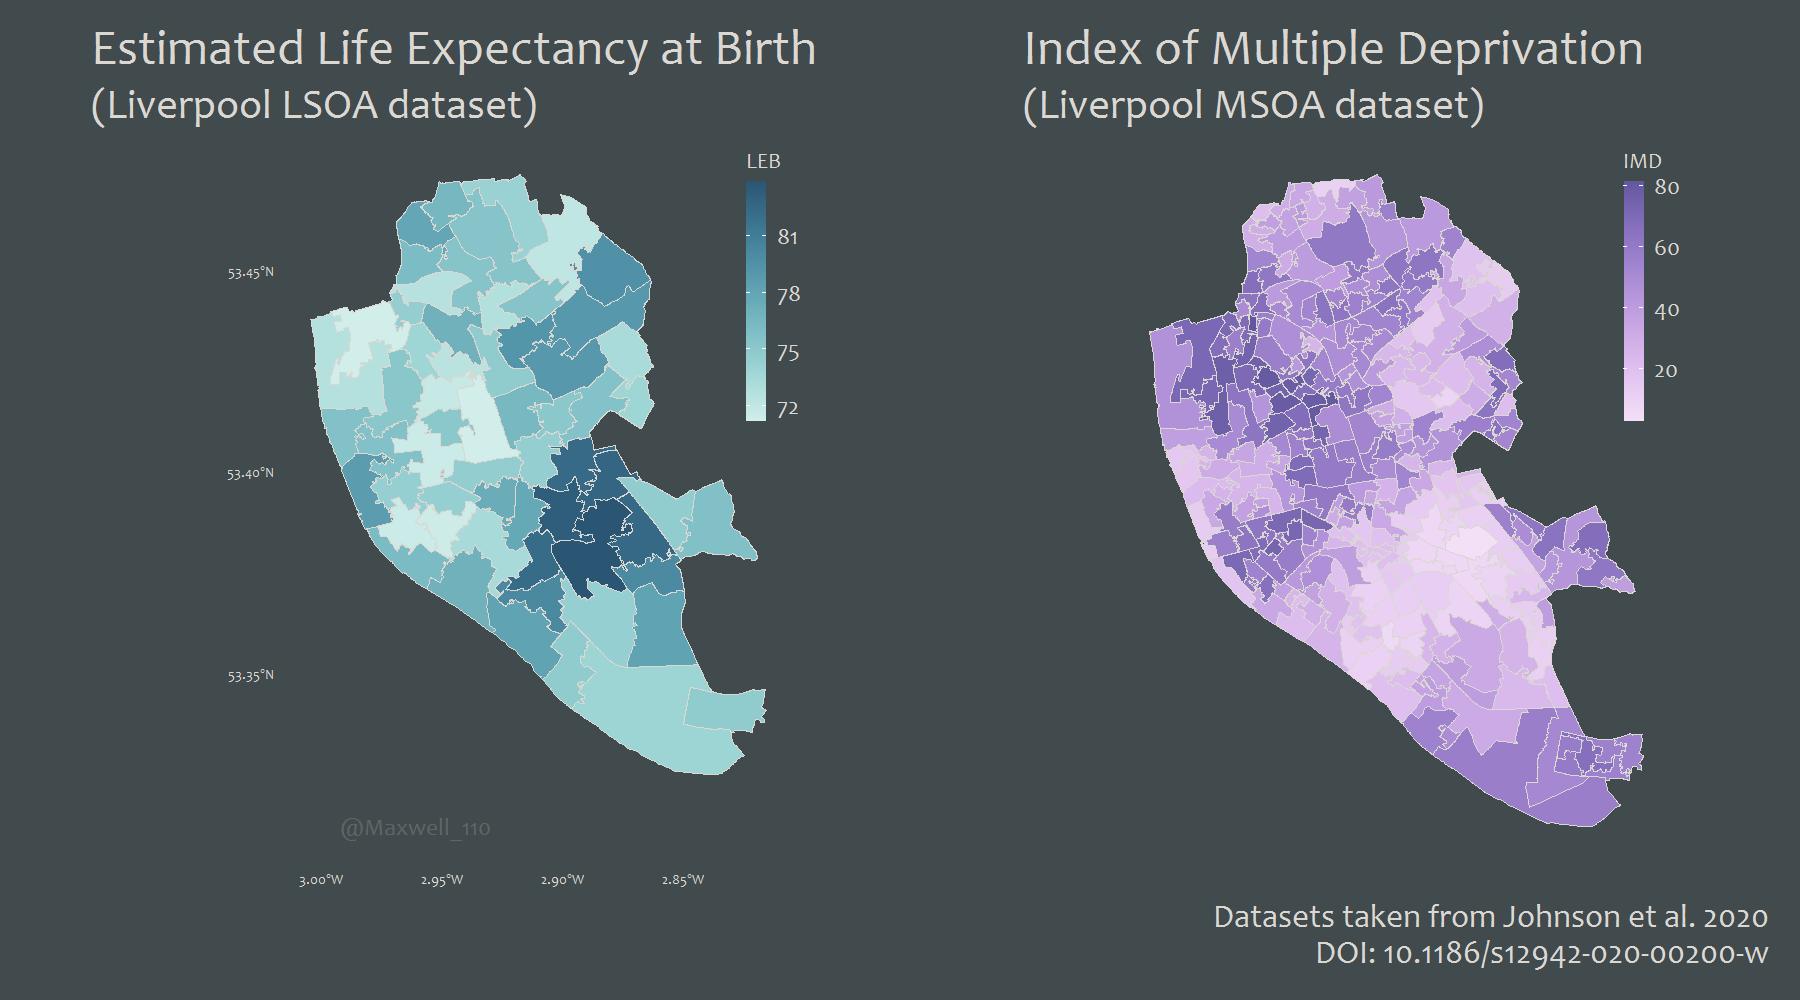 Estimated Life Expectancy at Birth
(Liverpool LSOA dataset)
LEB
81
78
75
72
53.45°N
53.40°N
53.35°N
3.00°W
2.95°W
2.90°W
2.85°W
@Maxwell_110
Index of Multiple Deprivation
(Liverpool MSOA dataset)
IMD
80
60
40
20
Datasets taken from Johnson et al. 2020
DOI: 10.1186/s12942-020-00200-w